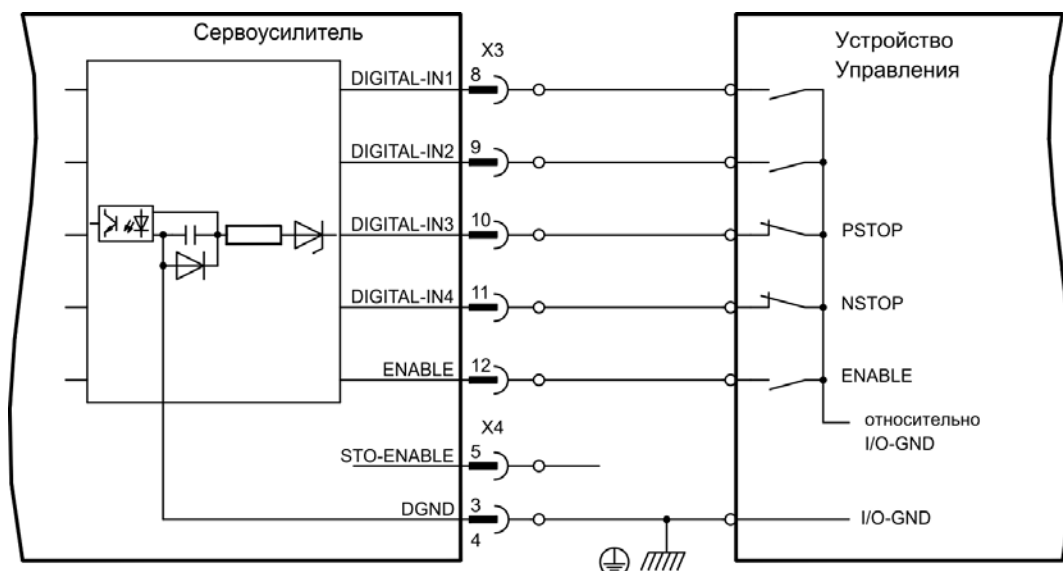 Сервоусилитель
Устройство
Управления
X3
DIGITAL-IN1
8
DIGITAL-IN2
9
DIGITAL-IN3
10
PSTOP
DIGITAL-IN4
11
NSTOP
ENABLE
12
ENABLE
относительно
I/O-GND
X4
STO-ENABLE
5
DGND
3
4
I/O-GND